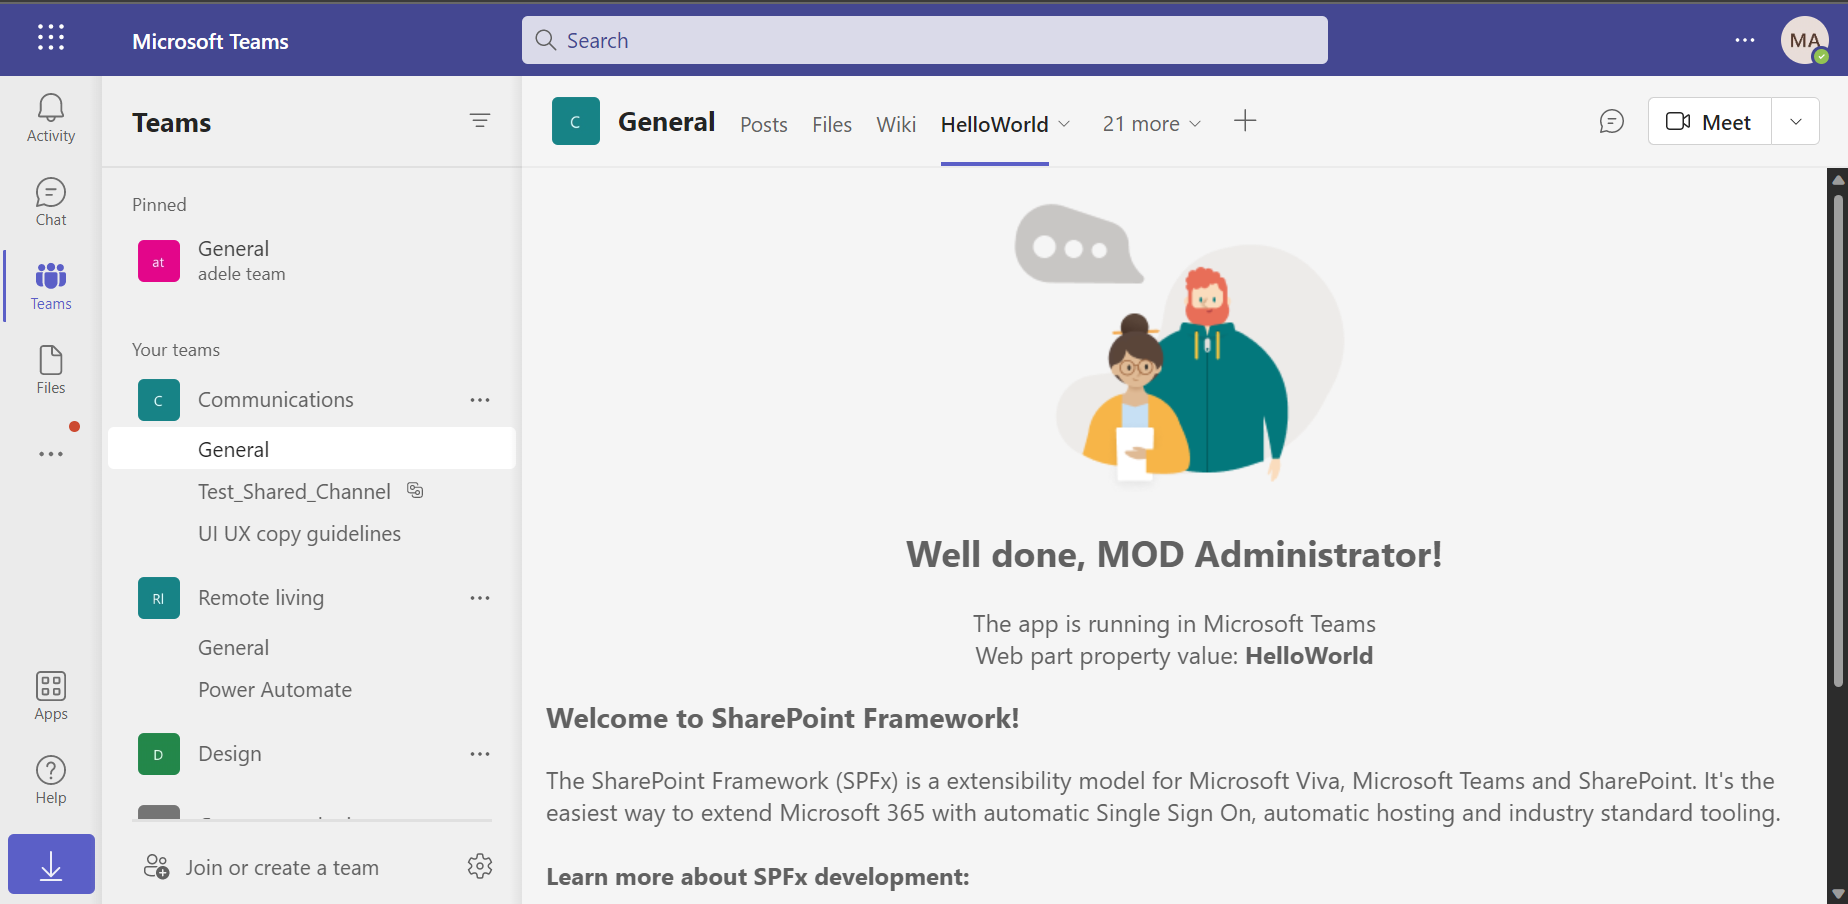 Microsoft Teams
Search
MA
Activity
Chat
Teams
Files
Apps
Help
Teams
Pinned
at
General
adele team
Your teams
C
Communications
General
Test_Shared_Channel
UI UX copy guidelines
Rl
Remote living
General
Power Automate
D
Design
Join or create a team
C
General
Posts
Files
Wiki
HelloWorld
21 more
Meet
Well done, MOD Administrator!
The app is running in Microsoft Teams
Web part property value: HelloWorld
Welcome to SharePoint Framework!
The SharePoint Framework (SPFx) is a extensibility model for Microsoft Viva, Microsoft Teams and SharePoint. It's the
easiest way to extend Microsoft 365 with automatic Single Sign On, automatic hosting and industry standard tooling.
Learn more about SPFx development: